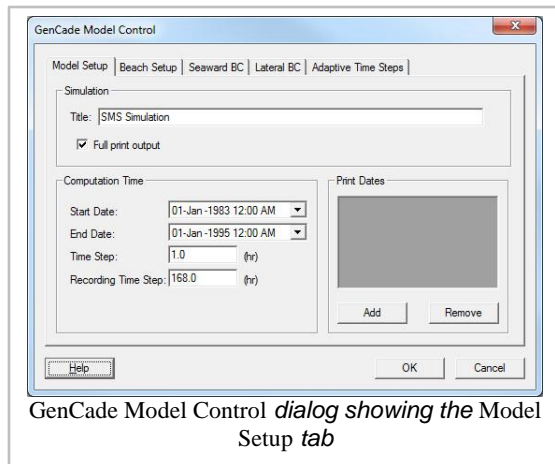 GenCade Model Control
Model Setup Beach Setup Seaward BC Lateral BC Adaptive Time Steps
Simulation
Title: SMS Simulation
Full print output
Computation Time
Start Date: 01-Jan -1983 12:00 AM
End Date: 01-Jan -1995 12:00 AM
Time Step: 1.0 (hr)
Recording Time Step: 168.0 (hr)
Print Dates
Add Remove
Help OK Cancel
GenCade Model Control dialog showing the Model
Setup tab